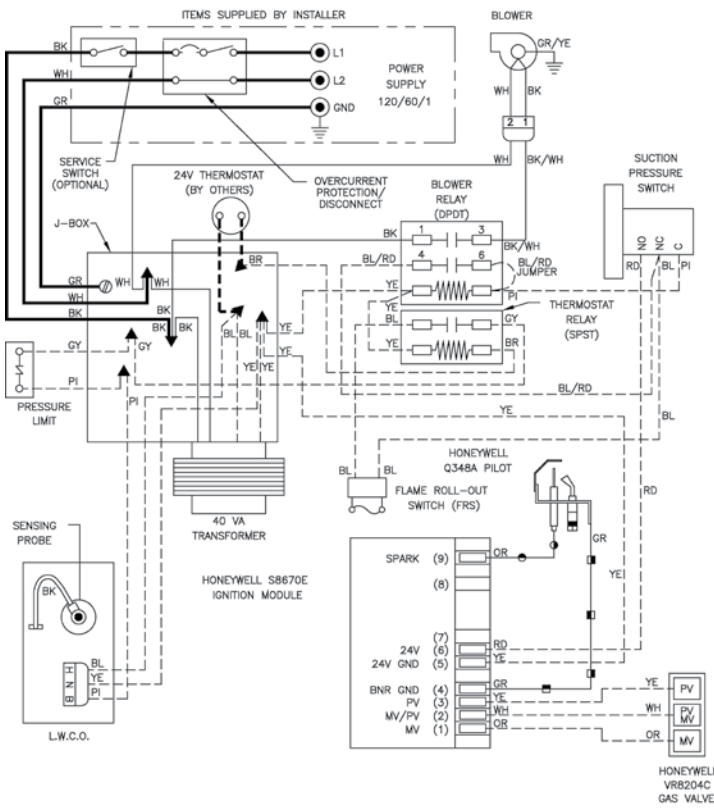 ITEMS SUPPLIED BY INSTALLER
BLOWER
BK
L1
GR/YE
WH
L2
POWER
SUPPLY
120/60/1
GR
GND
WH
BK
2
1
SERVICE
SWITCH
(OPTIONAL)
24V THERMOSTAT
(BY OTHERS)
OVERCURRENT
PROTECTION/
DISCONNECT
WH
BK/WH
BLOWER
RELAY
(DPDT)
SUCTION
PRESSURE
SWITCH
J-BOX
BK
1
3
BK/WH
BR
BL/RD
4
6
BL/RD
JUMPER
NO
NC
C
RD
BL
PI
GR
WH
WH
WH
BK
BK
BK
BK
YE
PI
YE
THERMOSTAT
RELAY
(SPST)
BL
BL
YE
BL
GY
YE
BR
GY
GY
YE
YE
YE
PI
PI
PRESSURE
LIMIT
BL/RD
YE
BL
HONEYWELL
Q348A PILOT
BL
BL
FLAME ROLL-OUT
SWITCH (FRS)
RD
40 VA
TRANSFORMER
SENSING
PROBE
GR
HONEYWELL S8670E
IGNITION MODULE
SPARK
(9)
OR
YE
BK
(8)
(7)
24V
(6)
RD
24V GND
(5)
YE
H
N
B
BL
YE
PI
BNR GND
(4)
GR
PV
(3)
YE
YE
PV
MV/PV
(2)
WH
WH
PV
MV
MV
(1)
OR
OR
MV
L.W.C.O.
HONEYWELL
VR8204C
GAS VALVE